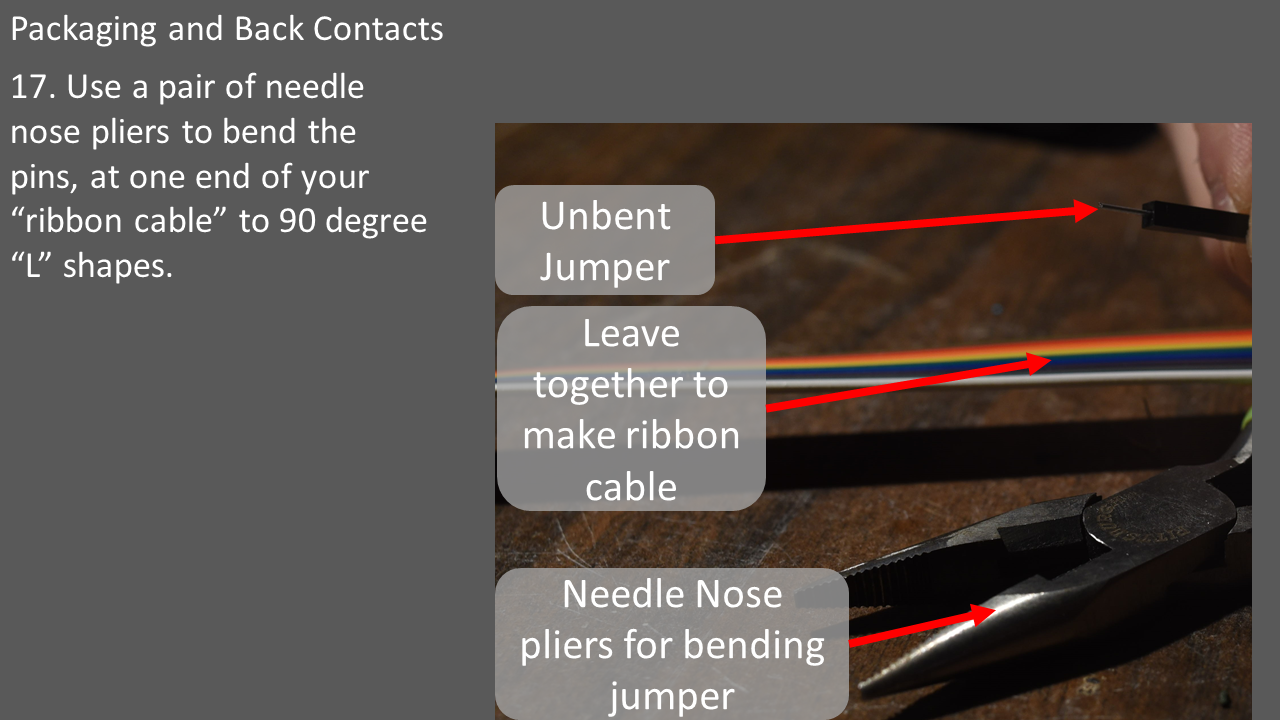 Packaging and Back Contacts
17. Use a pair of needle
nose pliers to bend the
pins, at one end of your
“ribbon cable” to 90 degree
“L” shapes.
Unbent
Jumper
Leave
together to
make ribbon
cable
Needle Nose
pliers for bending
jumper